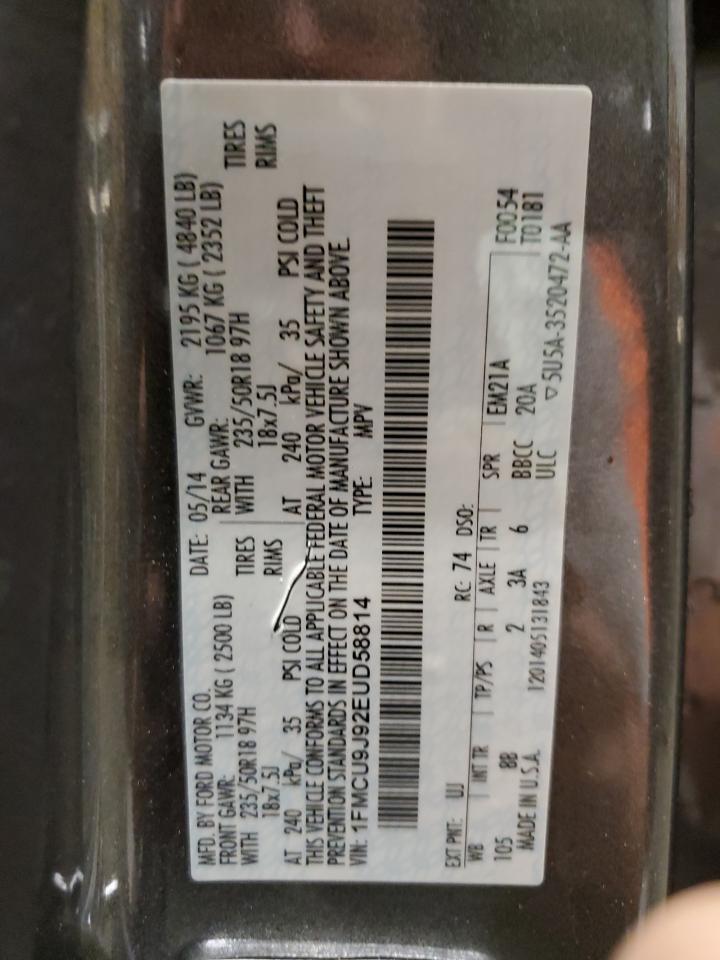 MFD. BY FORD MOTOR CO.
DATE: 05/14 GVWR: 2195 KG ( 4840 LB)
FRONT GAWR: 1134 KG ( 2500 LB)
REAR GAWR: 1067 KG ( 2352 LB)
WITH 235/50R18 97H TIRES
WITH 235/50R18 97H TIRES
18x7.5J RIMS
18x7.5J RIMS
AT 240 kPa/ 35 PSI COLD
AT 240 kPa/ 35 PSI COLD
THIS VEHICLE CONFORMS TO ALL APPLICABLE FEDERAL MOTOR VEHICLE SAFETY AND THEFT
PREVENTION STANDARDS IN EFFECT ON THE DATE OF MANUFACTURE SHOWN ABOVE.
VIN: 1FMCU9J92EUD58814 TYPE: MPV
EXT PNT: UJ RC: 74 DSO:
WB INT TR TP/PS R AXLE TR SPR EM21A F0054
105 BB 2 3A 6 BBCC 20A T0181
MADE IN U.S.A. 1201405131843 ULC ▽5U5A-3520472-AA